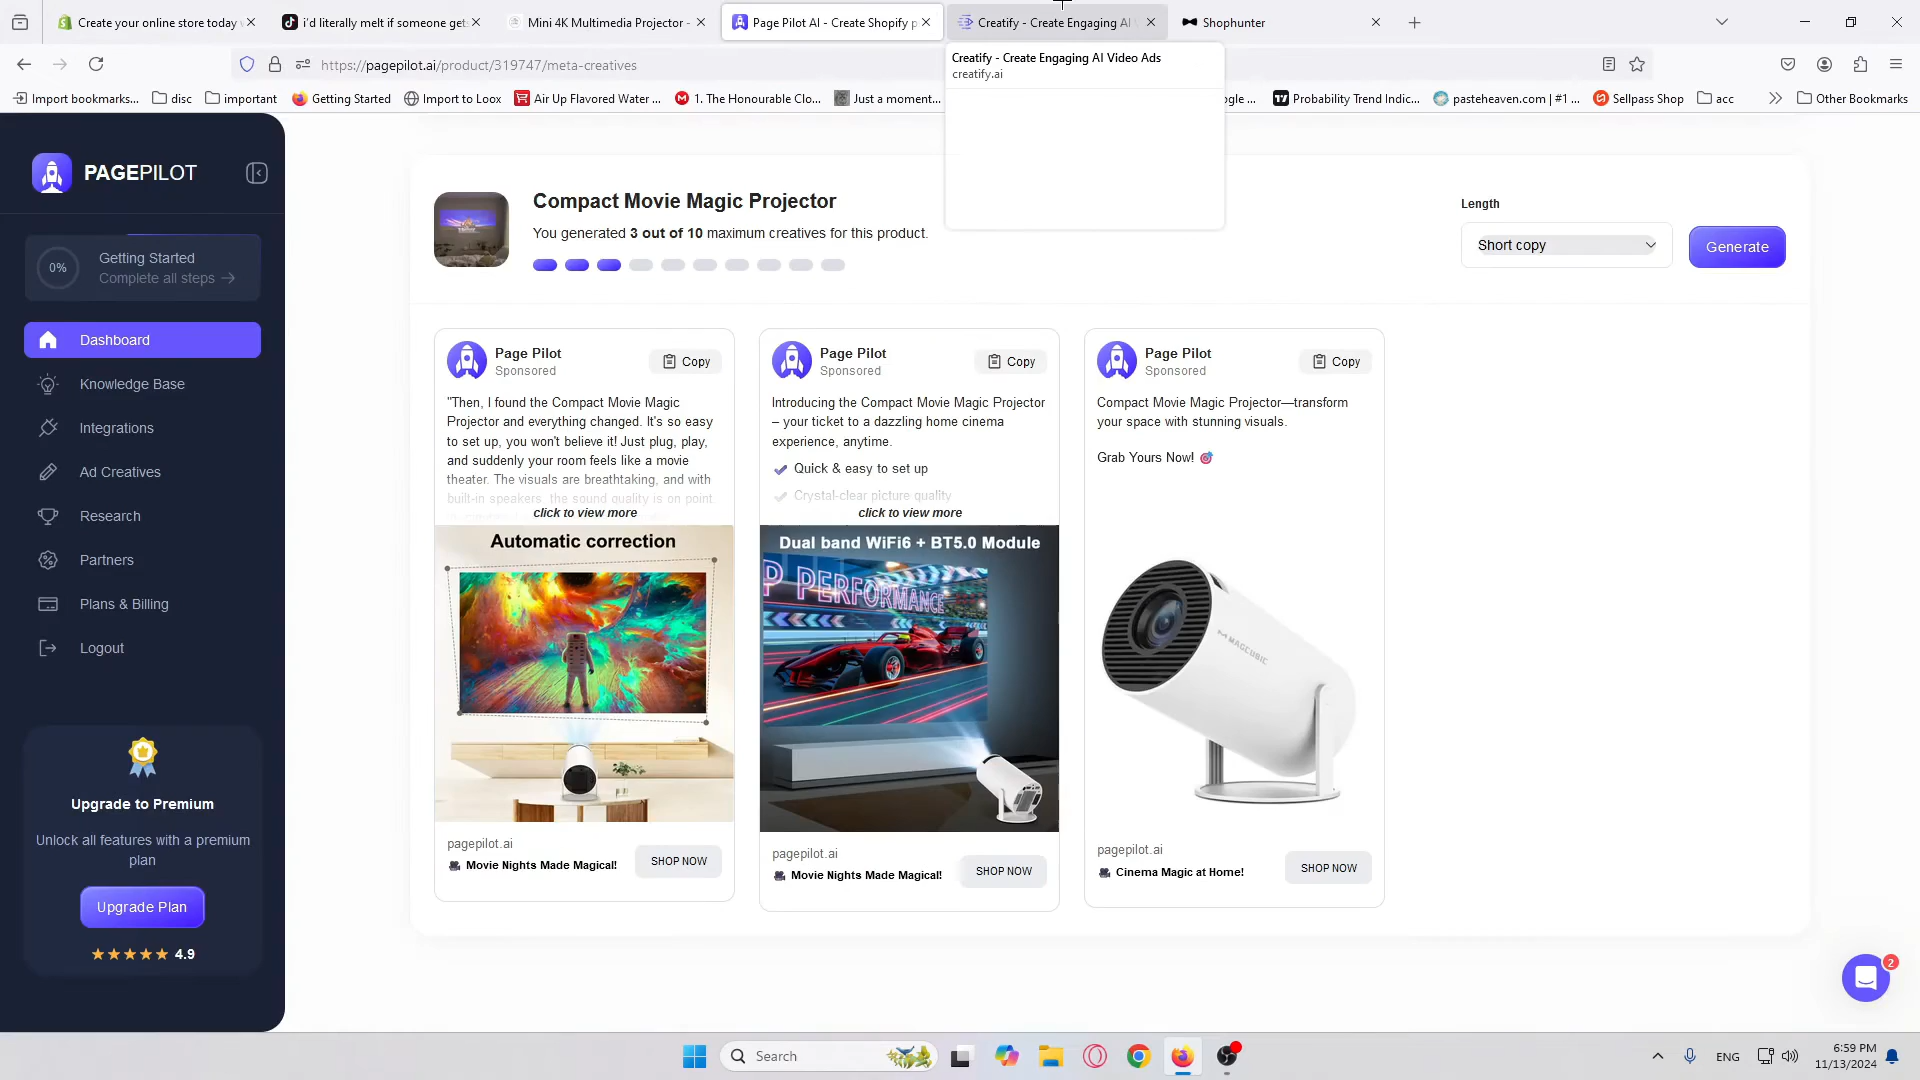 Create your online store today
i'd literally melt if someone get
Mini 4K Multimedia Projector -
Page Pilot AI - Create Shopify p
Creatify - Create Engaging AI V
Shophunter
https://pagepilot.ai/product/319747/meta-creatives
Creatify - Create Engaging AI Video Ads
creatify.ai
Import bookmarks...
disc
important
Getting Started
Import to Loox
Air Up Flavored Water ...
1. The Honourable Clo...
Just a moment...
gle ...
Probability Trend Indic...
pasteheaven.com | #1 ...
Sellpass Shop
acc
Other Bookmarks
PAGEPILOT
0%
Getting Started
Complete all steps
Dashboard
Knowledge Base
Integrations
Ad Creatives
Research
Partners
Plans & Billing
Logout
Upgrade to Premium
Unlock all features with a premium
plan
Upgrade Plan
4.9
Compact Movie Magic Projector
You generated 3 out of 10 maximum creatives for this product.
Length
Short copy
Generate
Page Pilot
Sponsored
Copy
"Then, I found the Compact Movie Magic
Projector and everything changed. It's so easy
to set up, you won't believe it! Just plug, play,
and suddenly your room feels like a movie
theater. The visuals are breathtaking, and with
built-in speakers, the sound quality is on point.
click to view more
Automatic correction
pagepilot.ai
Movie Nights Made Magical!
SHOP NOW
Page Pilot
Sponsored
Copy
Introducing the Compact Movie Magic Projector
– your ticket to a dazzling home cinema
experience, anytime.
Quick & easy to set up
Crystal-clear picture quality
click to view more
Dual band WiFi6 + BT5.0 Module
P PERFORMANCE
pagepilot.ai
Movie Nights Made Magical!
SHOP NOW
Page Pilot
Sponsored
Copy
Compact Movie Magic Projector—transform
your space with stunning visuals.
Grab Yours Now! 🎯
MAGCUBIC
pagepilot.ai
Cinema Magic at Home!
SHOP NOW
2
Search
ENG
6:59 PM
11/13/2024